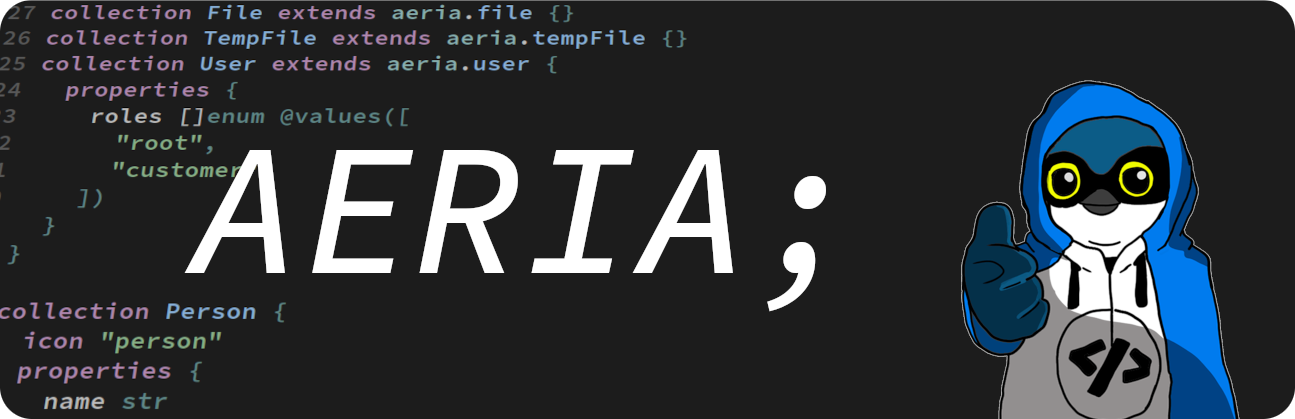 27 collection File extends aeria.file {}
26 collection TempFile extends aeria.tempFile {}
25 collection User extends aeria.user {
24 properties {
3 roles []enum @values([
2 "root",
1 "customer
])
}
}
AERIA;
collection Person {
icon "person"
properties {
name str
</>